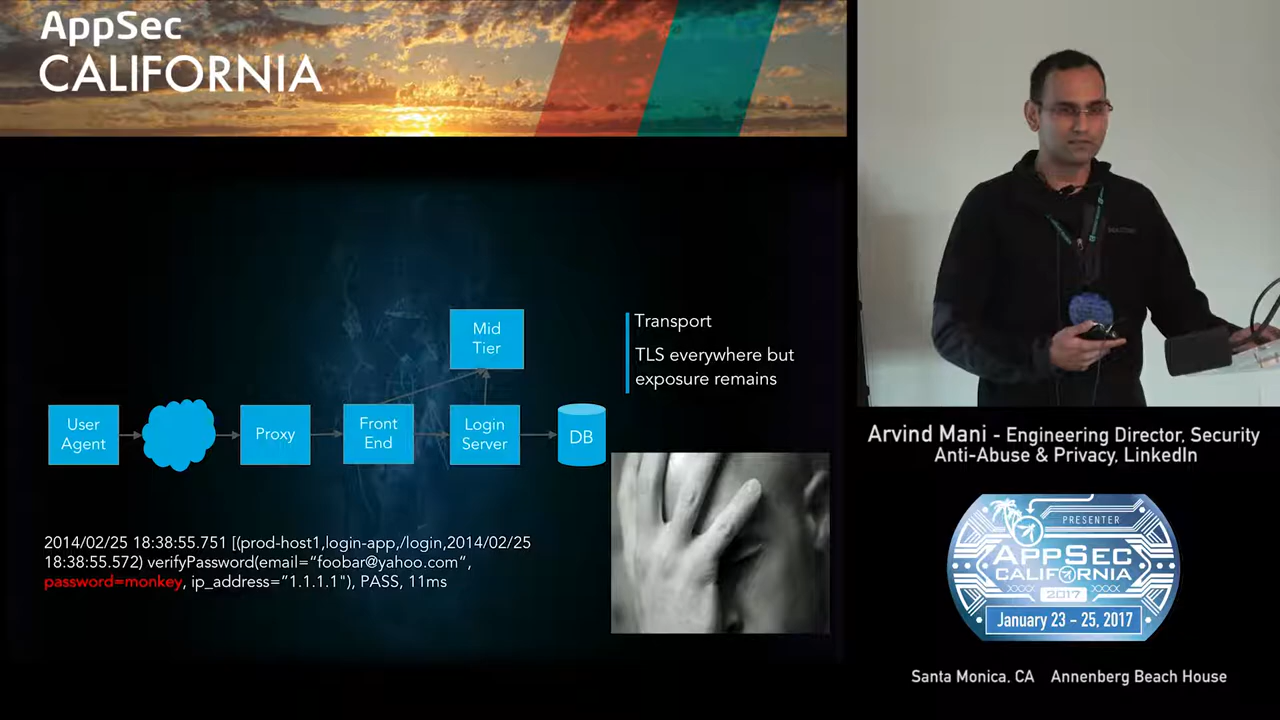 AppSec
CALIFORNIA
Mid
Tier
Transport
TLS everywhere but
exposure remains
User
Agent
Proxy
Front
End
Login
Server
DB
2014/02/25 18:38:55.751 [(prod-host1,login-app,/login,2014/02/25
18:38:55.572) verifyPassword(email=“foobar@yahoo.com”,
password=monkey, ip_address=“1.1.1.1"), PASS, 11ms
Arvind Mani - Engineering Director, Security
Anti-Abuse & Privacy, LinkedIn
PRESENTER
APPSEC
CALIFORNIA
2017
January 23 - 25, 2017
Santa Monica, CA Annenberg Beach House